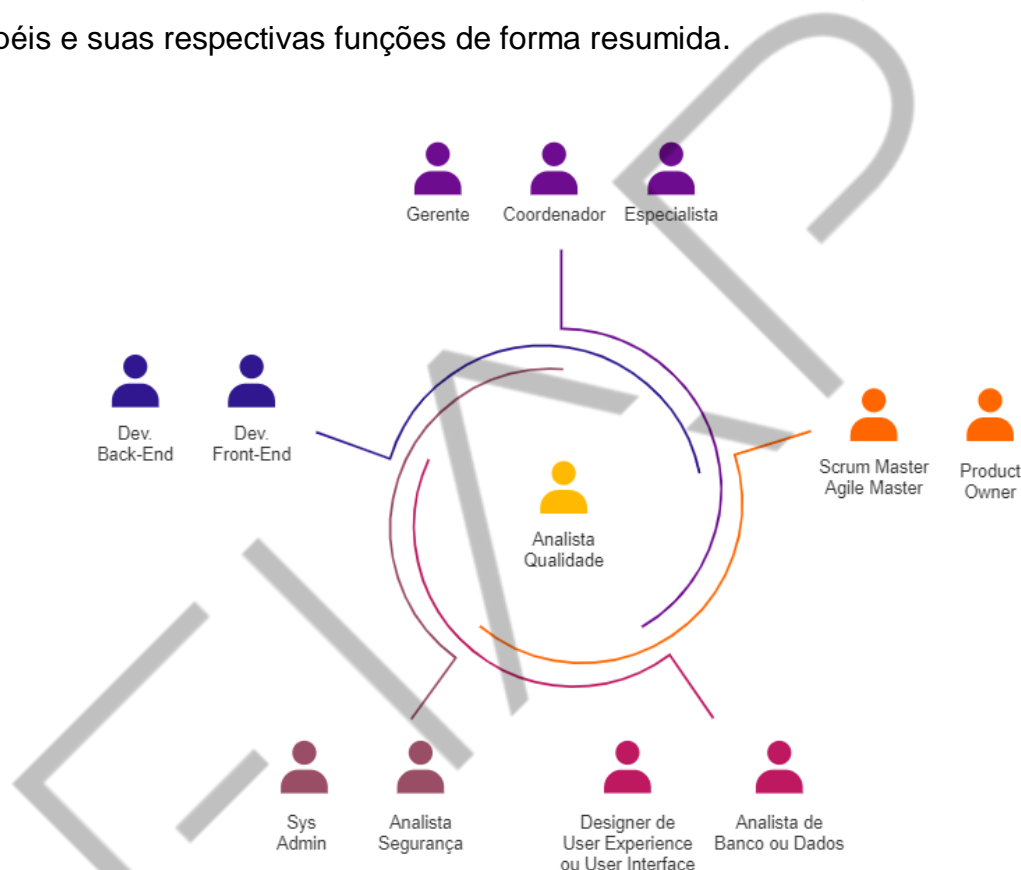 péis e suas respectivas funções de forma resumida.
Gerente
Coordenador
Especialista
Dev.
Back-End
Dev.
Front-End
Scrum Master
Agile Master
Product
Owner
Analista
Qualidade
Sys
Admin
Analista
Segurança
Designer de
User Experience
ou User Interface
Analista de
Banco ou Dados
FIAP